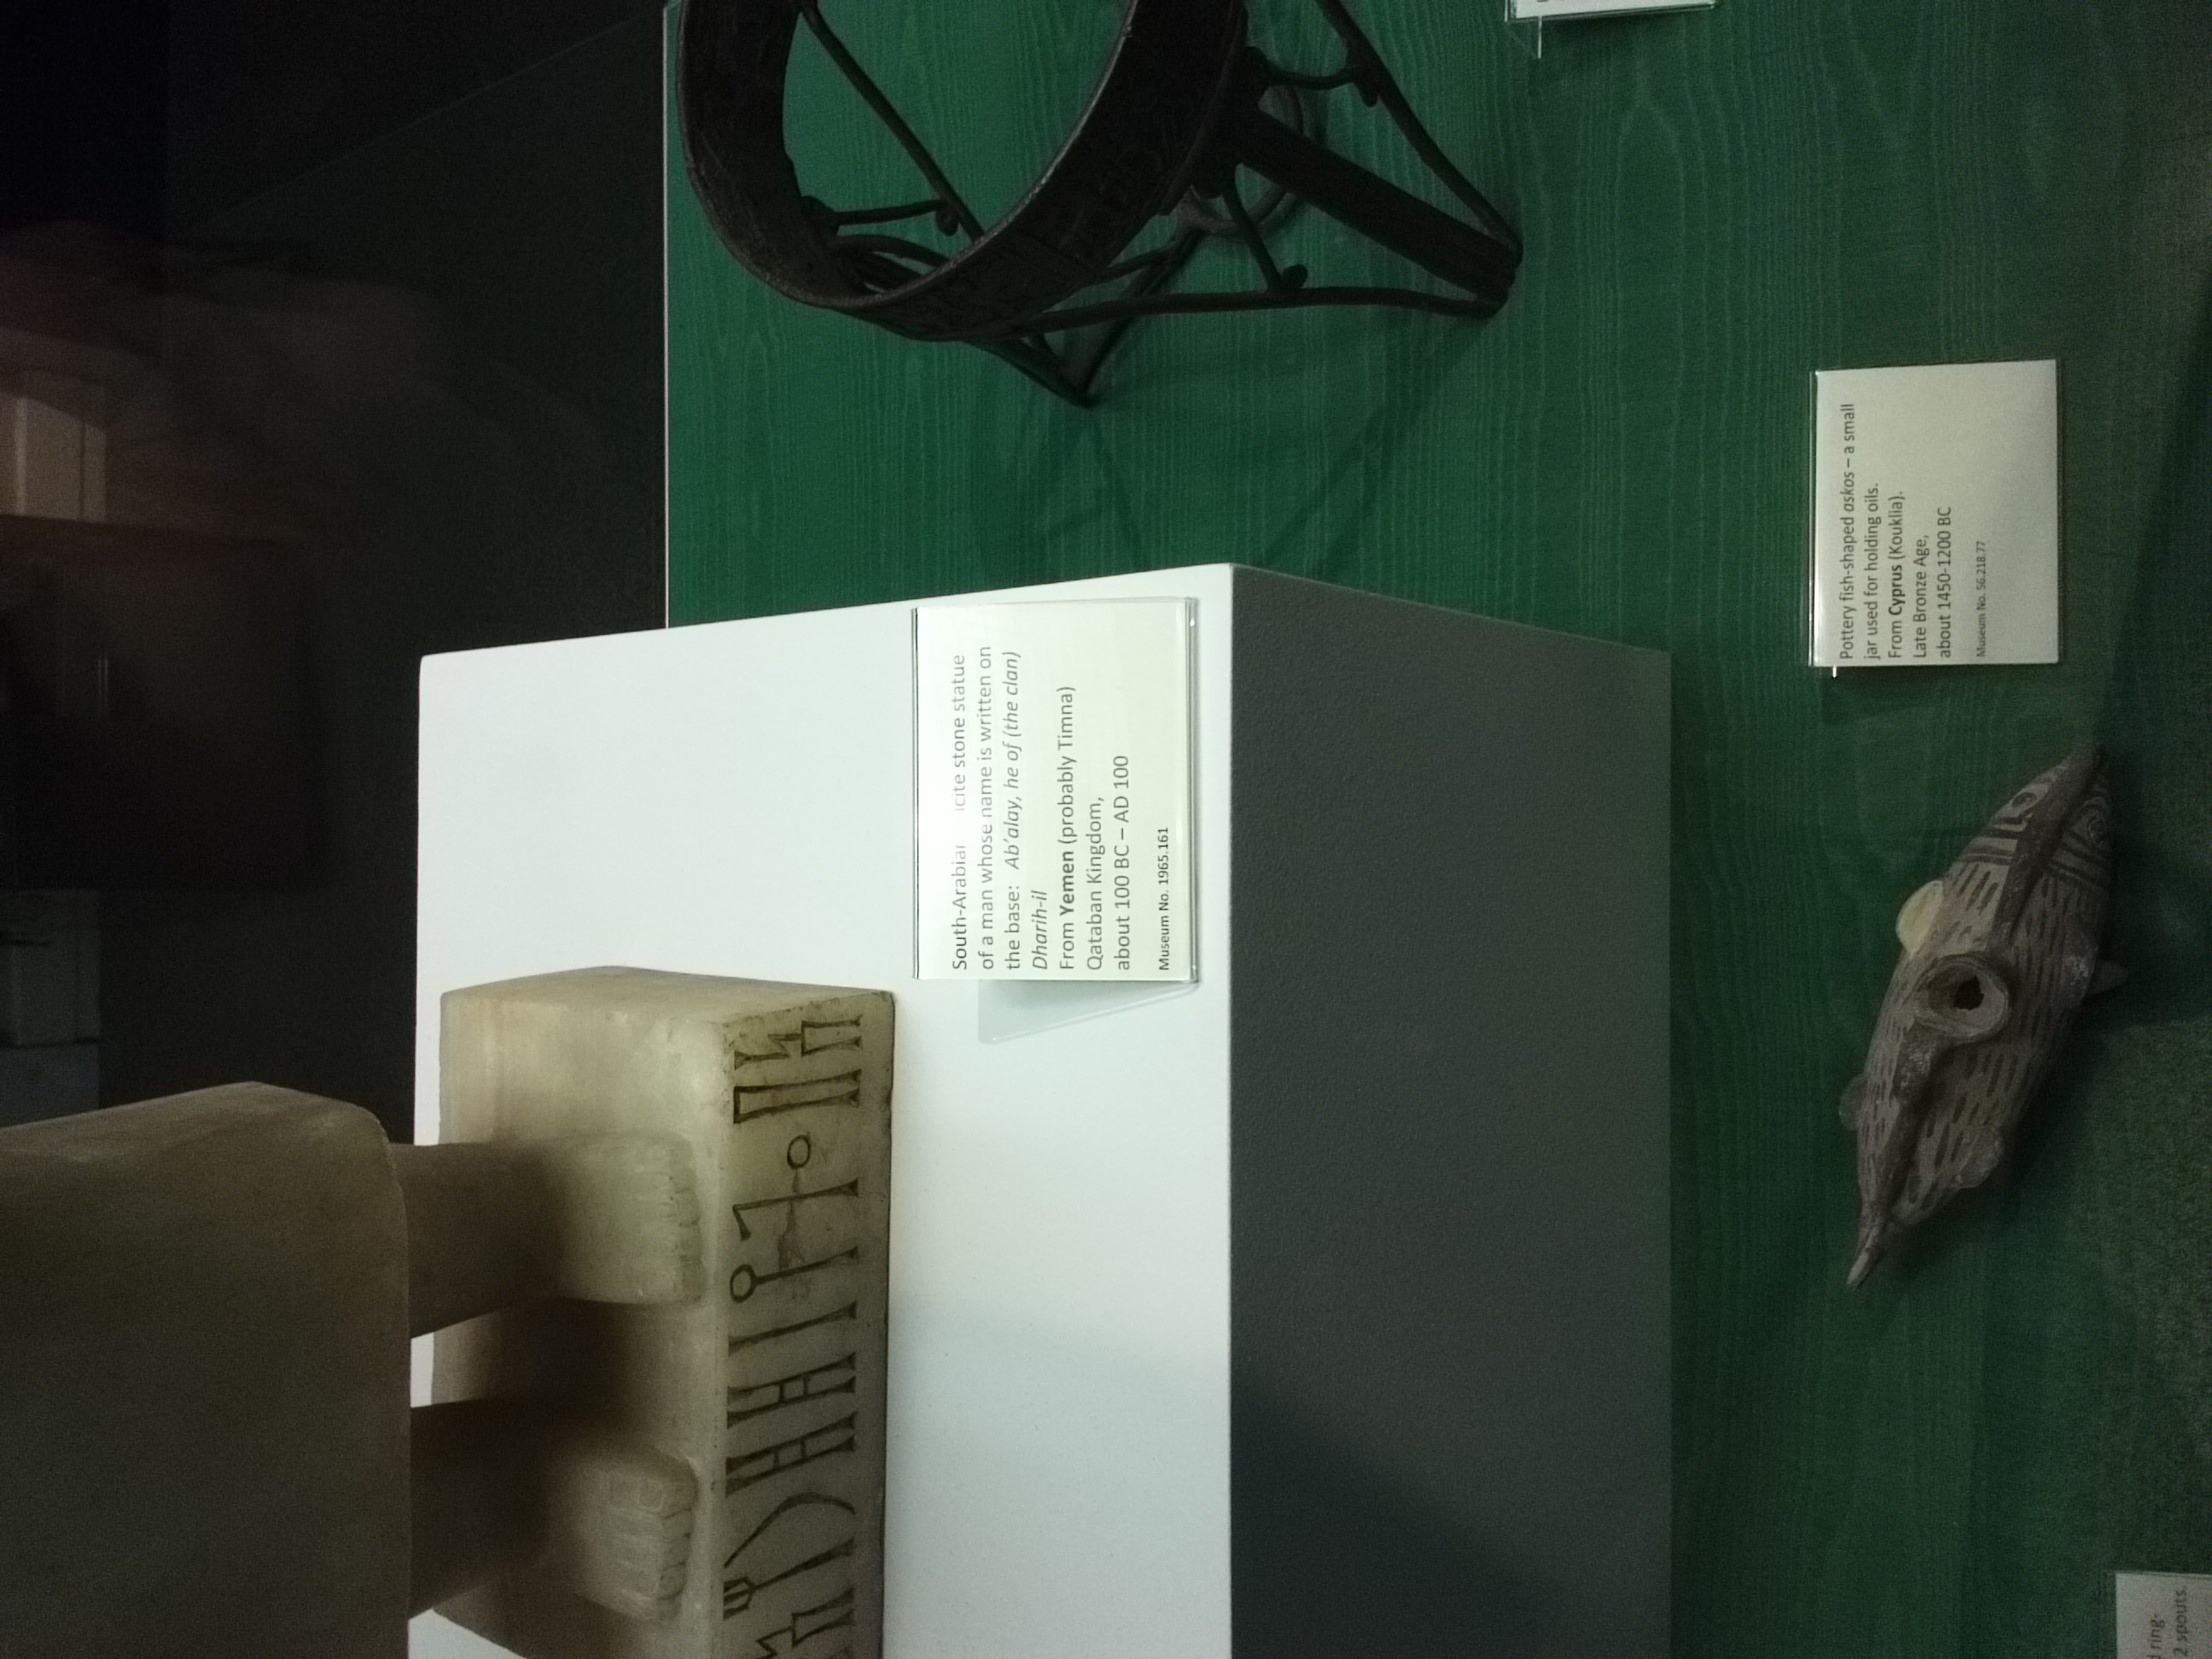 𐩱𐩨𐩲𐩡𐩺𐩽𐩹𐩹𐩧𐩢𐩱
South-Arabian stone statue
of a man whose name is written on
the base: Ab'alay, he of (the clan)
Dharih-il
From Yemen (probably Timna)
Qataban Kingdom,
about 100 BC – AD 100
Museum No. 1965.161
Pottery fish-shaped askos – a small
jar used for holding oils.
From Cyprus (Kouklia).
Late Bronze Age,
about 1450-1200 BC
Museum No. 56.218.77
ring-
2 spouts.